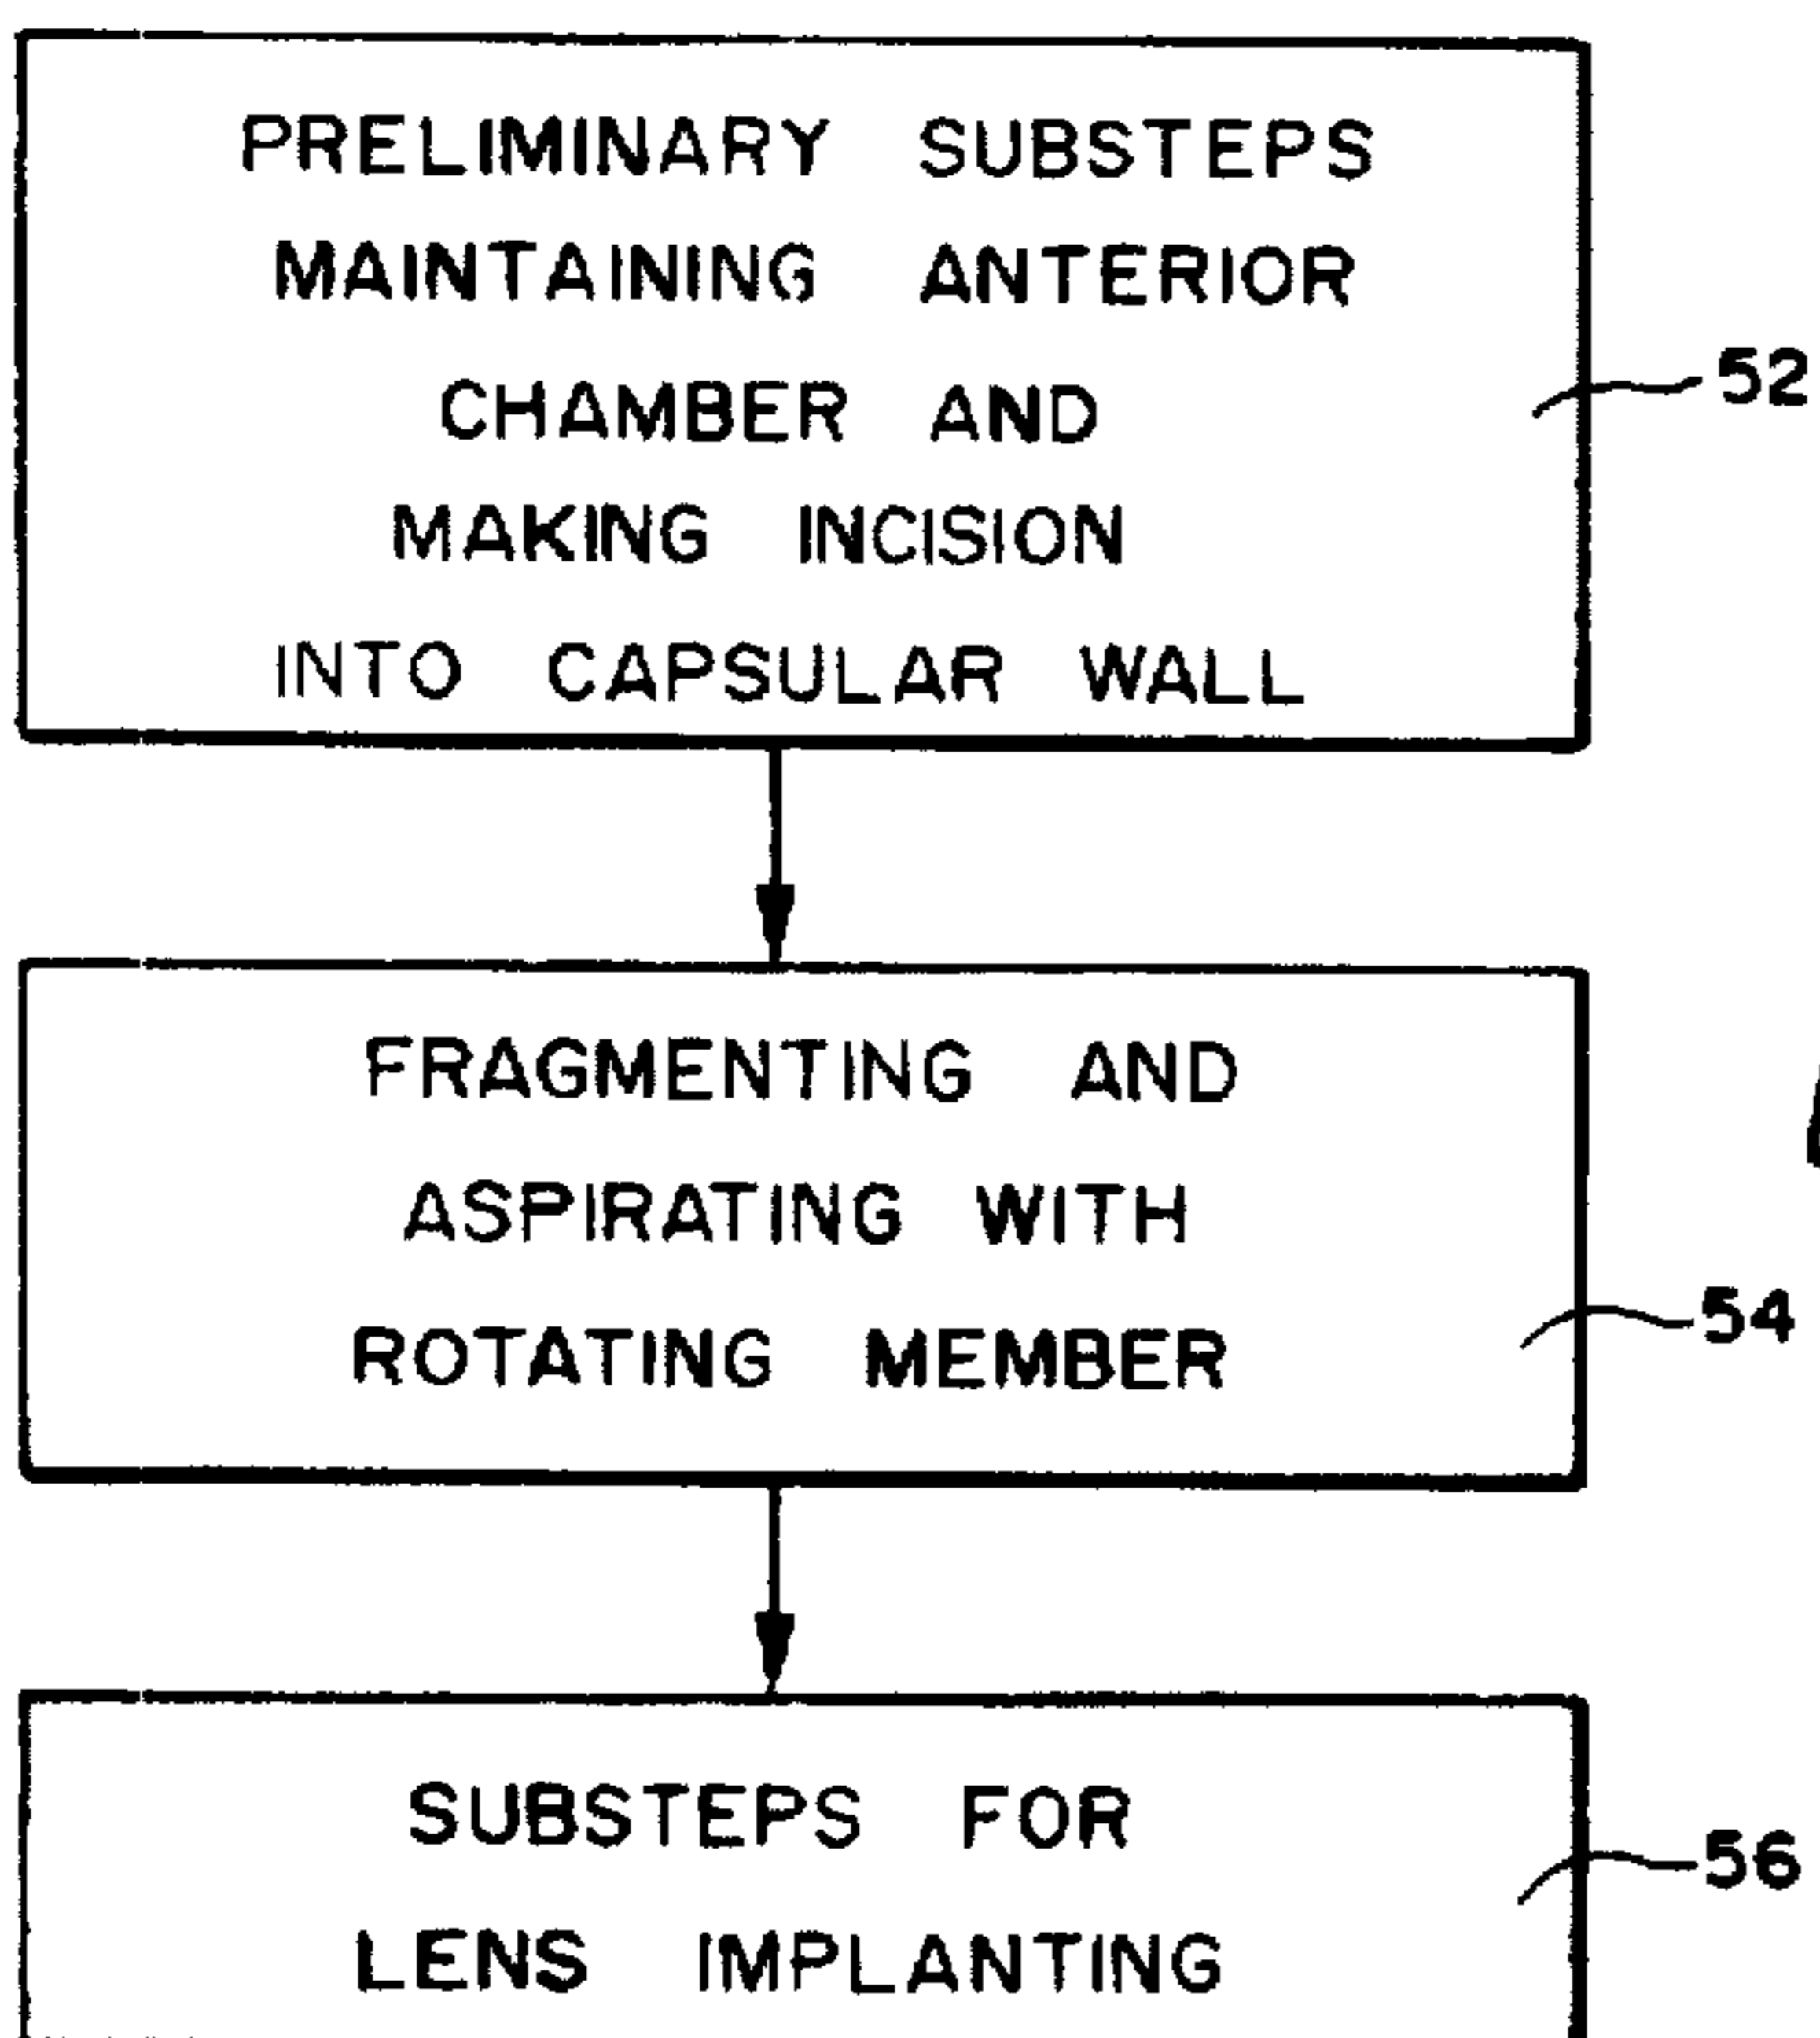 PRELIMINARY SUBSTEPS
MAINTAINING ANTERIOR
CHAMBER AND
MAKING INCISION
INTO CAPSULAR WALL
52
FRAGMENTING AND
ASPIRATING WITH
ROTATING MEMBER
54
SUBSTEPS FOR
56
LENS IMPLANTING